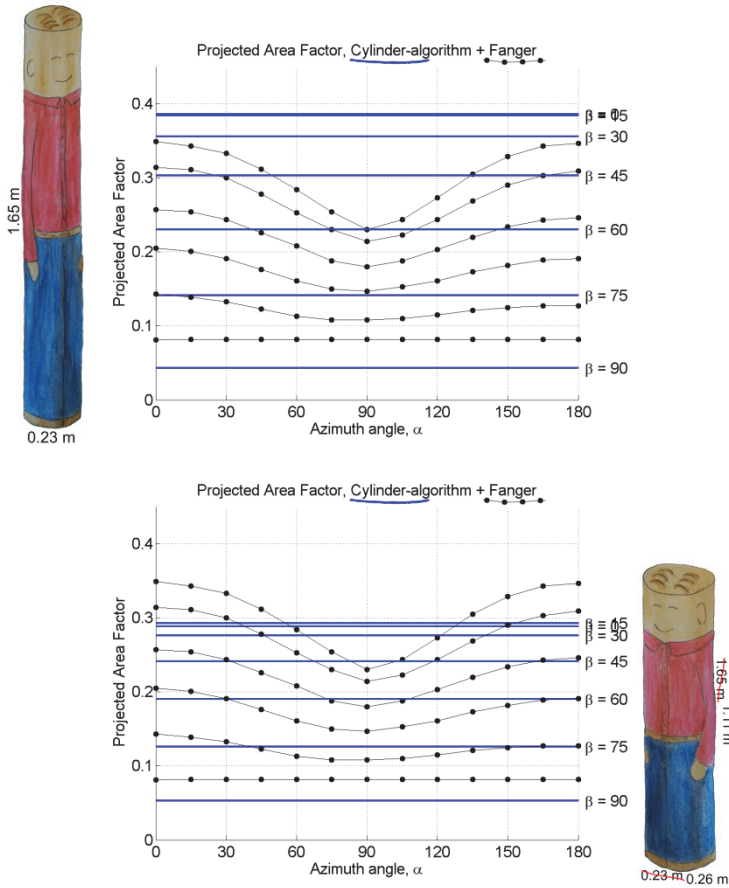 Projected Area Factor, Cylinder-algorithm + Fanger
0.4
0.3
0.2
0.1
0
Projected Area Factor
β = 30
β = 45
β = 60
β = 75
β = 90
0 30 60 90 120 150 180
Azimuth angle, α
1.65 m
0.23 m
Projected Area Factor, Cylinder-algorithm + Fanger
0.4
0.3
0.2
0.1
0
Projected Area Factor
β = 30
β = 45
β = 60
β = 75
β = 90
0 30 60 90 120 150 180
Azimuth angle, α
1.65 m
0.23 m 0.26 m